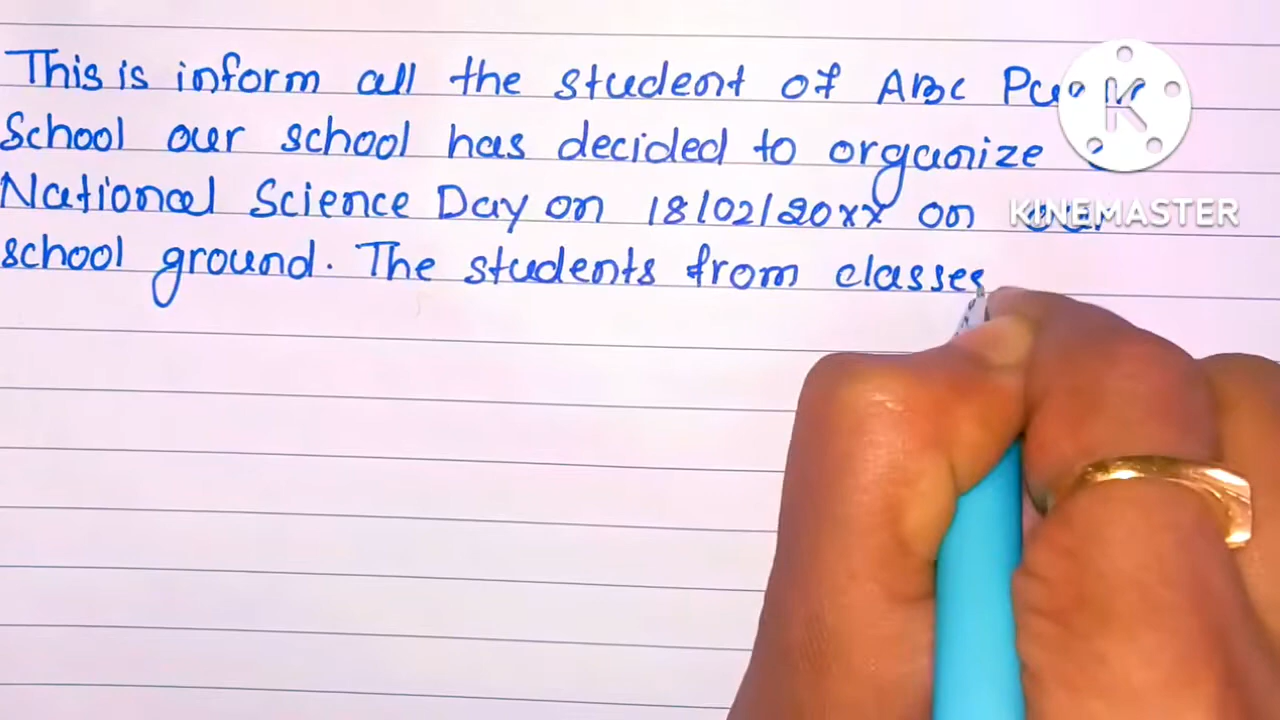 This is inform all the student of ABC
School our school has decided to organize
National Science Day on 18/02/20xx on our
school ground. The students from classes
KINEMASTER